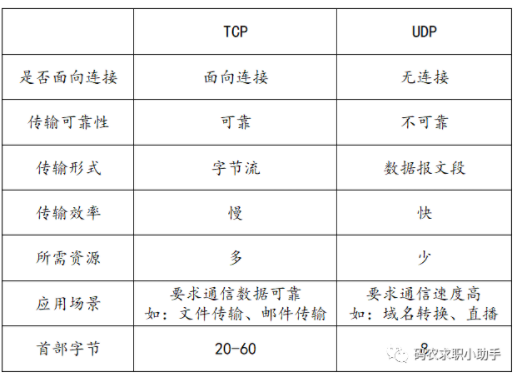 TCP UDP
是否面向连接 面向连接 无连接
传输可靠性 可靠 不可靠
传输形式 字节流 数据报文段
传输效率 慢 快
所需资源 多 少
应用场景 要求通信数据可靠 要求通信速度高
如：文件传输、邮件传输 如：域名转换、直播
首部字节 20-60 8
码农求职小助手